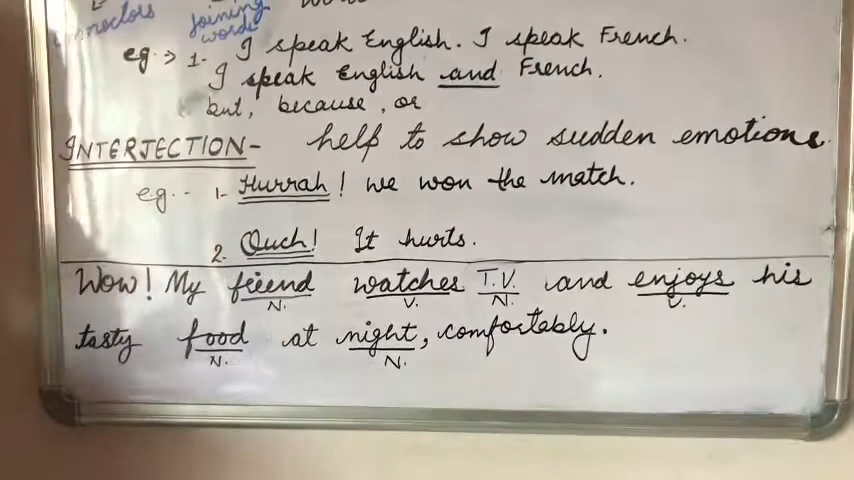 connectors joining
words
eg. > 1- I speak English. I speak French.
I speak English and French.
but, because, or
INTERJECTION- help to show sudden emotions.
eg.- 1- Hurrah! We won the match.
2. Ouch! It hurts.
Wow! My friend watches T.V. and enjoys his
N. V. N. V.
tasty food at night, comfortably.
N. N.